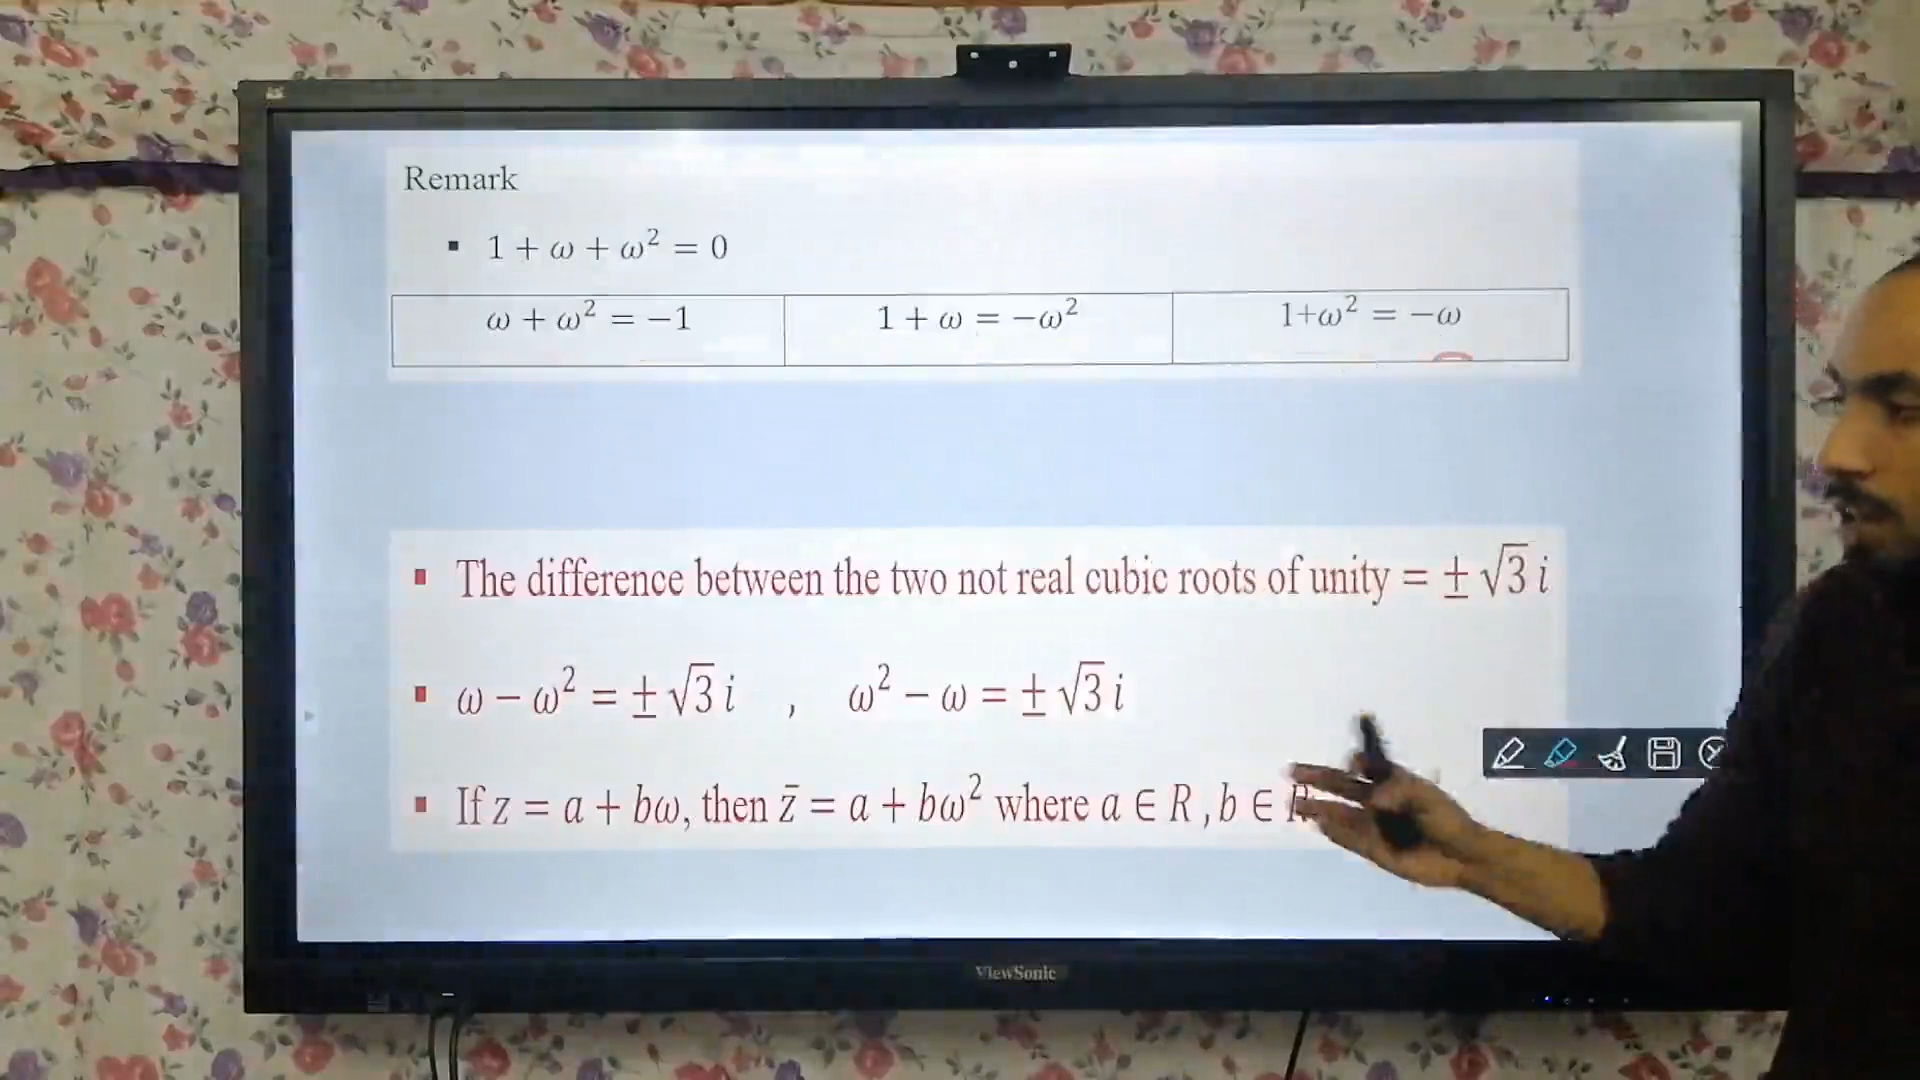 Remark
▪ 1 + ω + ω² = 0
ω + ω² = −1
1 + ω = −ω²
1+ω² = −ω
▪ The difference between the two not real cubic roots of unity = ± √3 i
▪ ω − ω² = ± √3 i , ω² − ω = ± √3 i
▪ If z = a + bω, then z̄ = a + bω² where a ∈ R , b ∈ R
ViewSonic